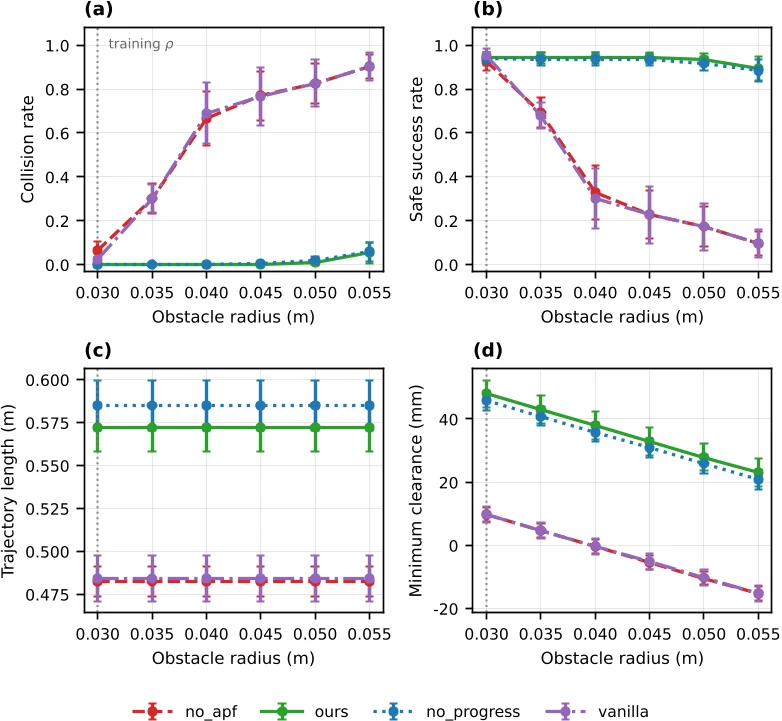 (a)
training ρ
Collision rate
1.0
0.8
0.6
0.4
0.2
0.0
0.030 0.035 0.040 0.045 0.050 0.055
Obstacle radius (m)
(b)
Safe success rate
1.0
0.8
0.6
0.4
0.2
0.0
0.030 0.035 0.040 0.045 0.050 0.055
Obstacle radius (m)
(c)
Trajectory length (m)
0.600
0.575
0.550
0.525
0.500
0.475
0.030 0.035 0.040 0.045 0.050 0.055
Obstacle radius (m)
(d)
Minimum clearance (mm)
40
20
0
-20
0.030 0.035 0.040 0.045 0.050 0.055
Obstacle radius (m)
no_apf ours no_progress vanilla